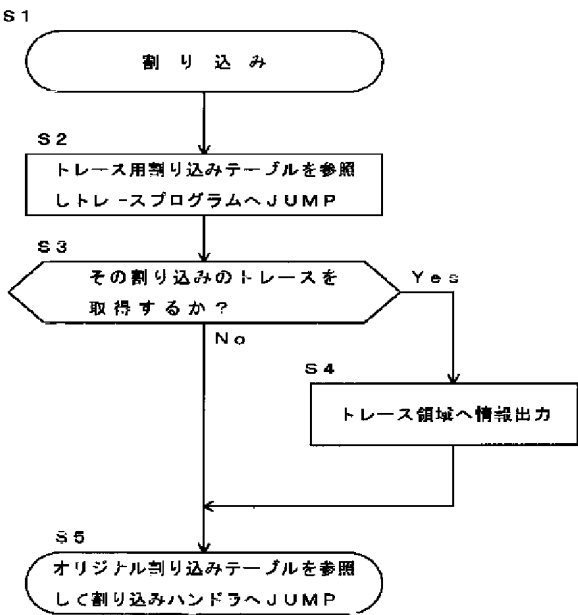 S1
割り込み
S2
トレース用割り込みテーブルを参照
しトレースプログラムへJUMP
S3
その割り込みのトレースを
取得するか?
Yes
No
S4
トレース領域へ情報出力
S5
オリジナル割り込みテーブルを参照
して割り込みハンドラへJUMP